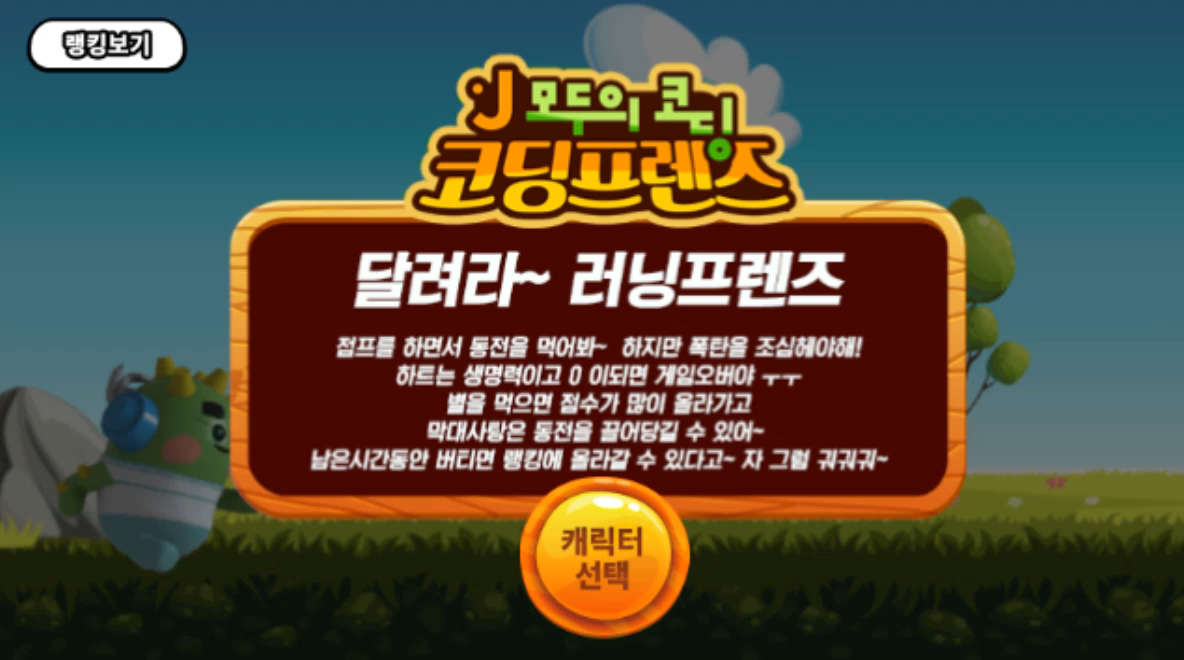 랭킹보기
모두의 코딩
코딩프렌즈
달려라~ 러닝프렌즈
점프를 하면서 동전을 먹어봐~ 하지만 폭탄을 조심헤야해!
하트는 생명력이고 0 이되면 게임오버야 ㅜㅜ
별을 먹으면 점수가 많이 올라가고
막대사탕은 동전을 끌어당길 수 있어~
남은시간동안 버티면 랭킹에 올라갈 수 있다고~ 자 그럼 궈궈궈~
캐릭터
선택